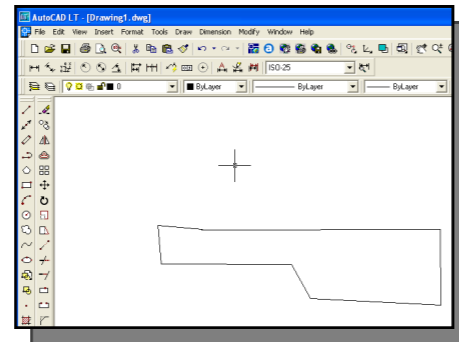 AutoCAD LT - [Drawing1.dwg]
File Edit View Insert Format Tools Draw Dimension Modify Window Help
ISO-25
0 ByLayer ByLayer ByLayer